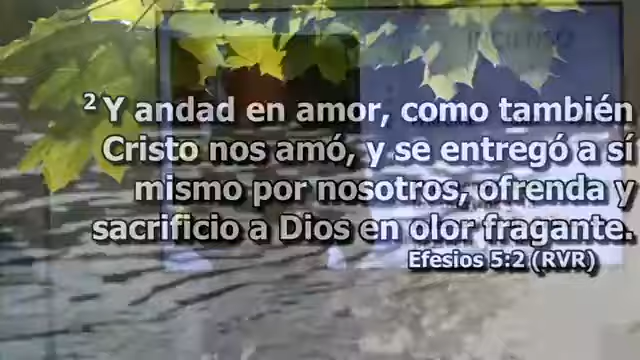 ² Y andad en amor, como también
Cristo nos amó, y se entregó a sí
mismo por nosotros, ofrenda y
sacrificio a Dios en olor fragante.
Efesios 5:2 (RVR)